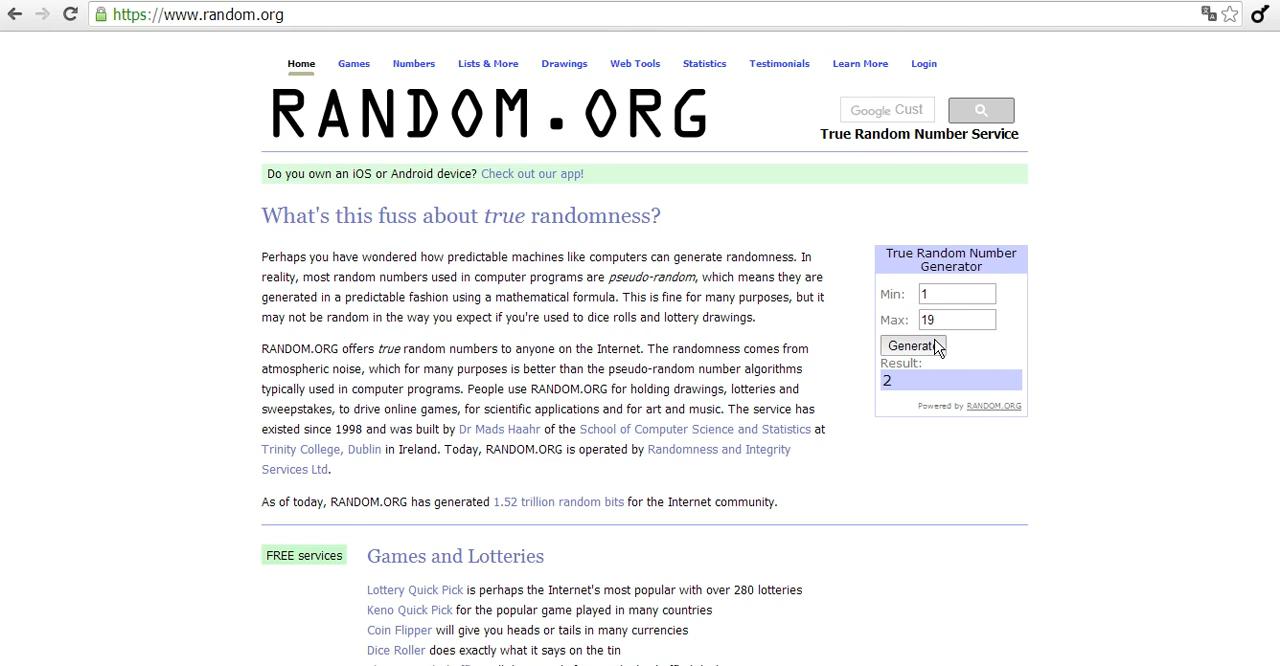 https://www.random.org
Home Games Numbers Lists & More Drawings Web Tools Statistics Testimonials Learn More Login
RANDOM.ORG
Google Cust
True Random Number Service
Do you own an iOS or Android device? Check out our app!
What's this fuss about true randomness?
Perhaps you have wondered how predictable machines like computers can generate randomness. In
reality, most random numbers used in computer programs are pseudo-random, which means they are
generated in a predictable fashion using a mathematical formula. This is fine for many purposes, but it
may not be random in the way you expect if you're used to dice rolls and lottery drawings.
RANDOM.ORG offers true random numbers to anyone on the Internet. The randomness comes from
atmospheric noise, which for many purposes is better than the pseudo-random number algorithms
typically used in computer programs. People use RANDOM.ORG for holding drawings, lotteries and
sweepstakes, to drive online games, for scientific applications and for art and music. The service has
existed since 1998 and was built by Dr Mads Haahr of the School of Computer Science and Statistics at
Trinity College, Dublin in Ireland. Today, RANDOM.ORG is operated by Randomness and Integrity
Services Ltd.
As of today, RANDOM.ORG has generated 1.52 trillion random bits for the Internet community.
True Random Number
Generator
Min: 1
Max: 19
Generate
Result:
2
Powered by RANDOM.ORG
FREE services
Games and Lotteries
Lottery Quick Pick is perhaps the Internet's most popular with over 280 lotteries
Keno Quick Pick for the popular game played in many countries
Coin Flipper will give you heads or tails in many currencies
Dice Roller does exactly what it says on the tin